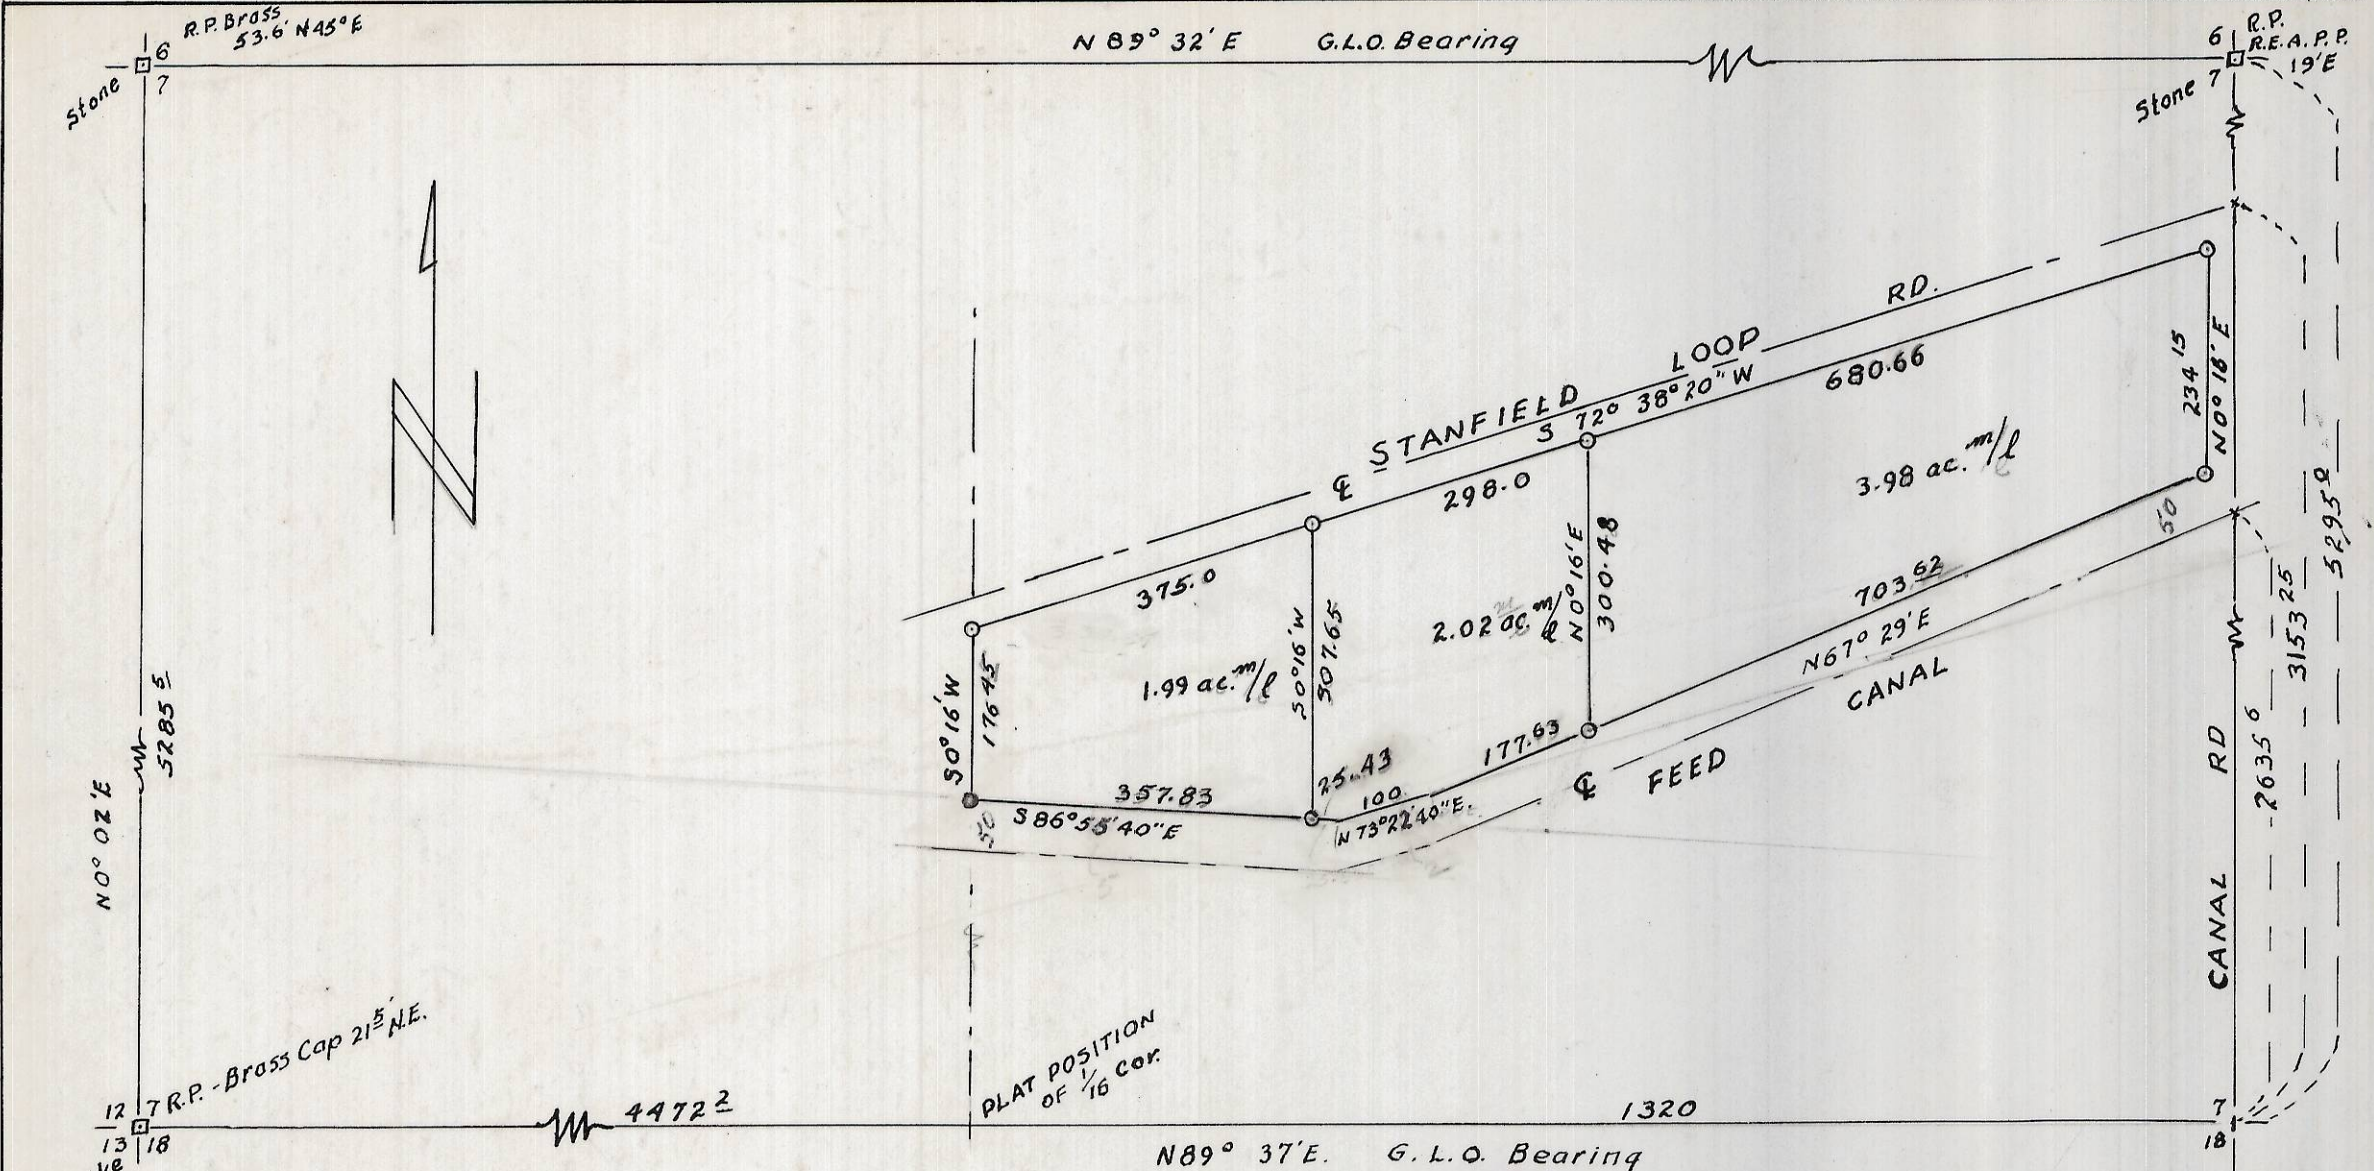 R.P. Brass
53.6' N45°E
6
7
Stone
N 89° 32' E G.L.O. Bearing
6
7
R.P.
R.E.A.P.P.
19'E
Stone
N
STANFIELD LOOP RD.
S 72° 38' 20" W
℄
375.0
298.0
680.66
234 15
N0° 16' E
3.98 ac. m/l
50
S0° 16' W
176 45
1.99 ac. m/l
S0° 16' W
307.65
2.02 ac. m/l
N0° 16' E
300.48
703 62
N67° 29' E
CANAL
℄ FEED
177.63
25.43
100
N 73° 22' 40" E.
357.83
S 86° 55' 40" E
50
5285 5
N0° 02' E
CANAL RD
2635 6
3153 25
5295 0
R.P. - Brass Cap 21 5' N.E.
12 7
13 18
4472 2
PLAT POSITION
OF 1/16 Cor.
1320
7
18
N89° 37' E. G.L.O. Bearing